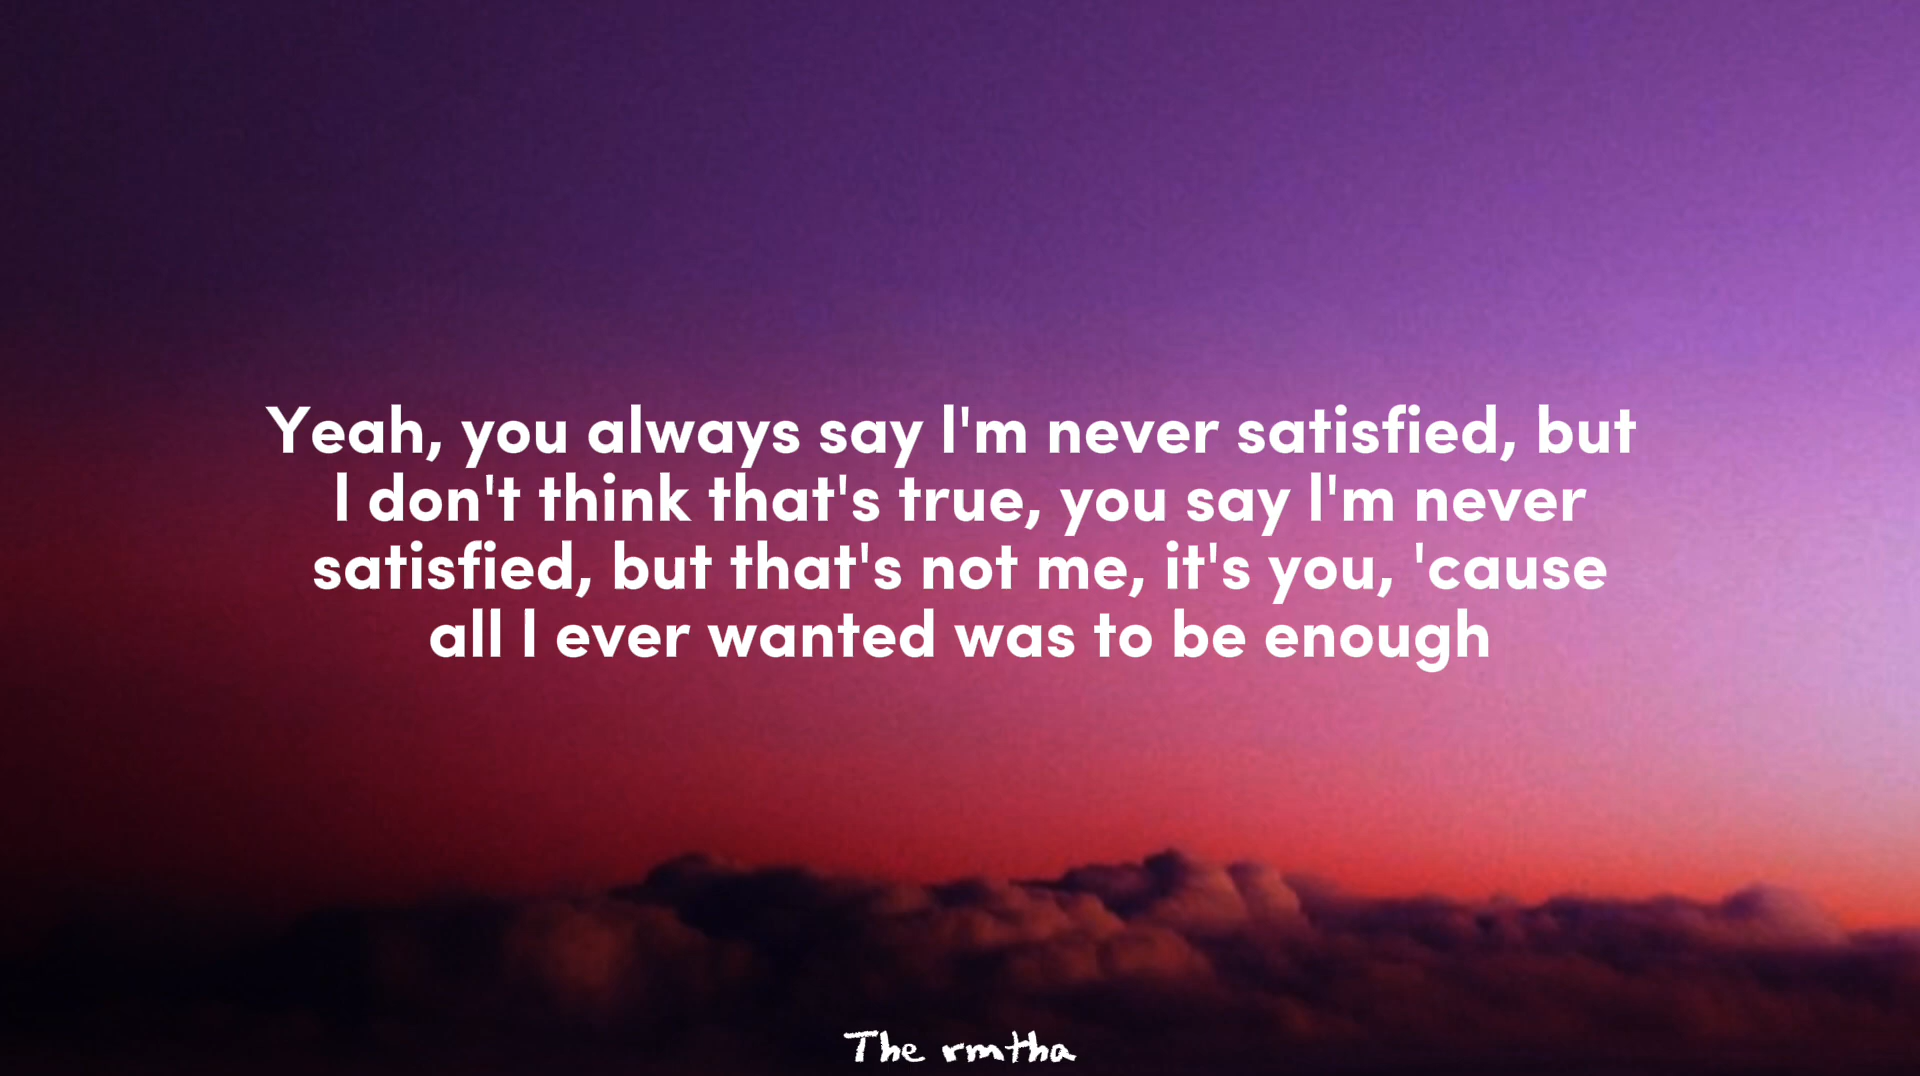 Yeah, you always say I'm never satisfied, but
I don't think that's true, you say I'm never
satisfied, but that's not me, it's you, 'cause
all I ever wanted was to be enough
The rmtha